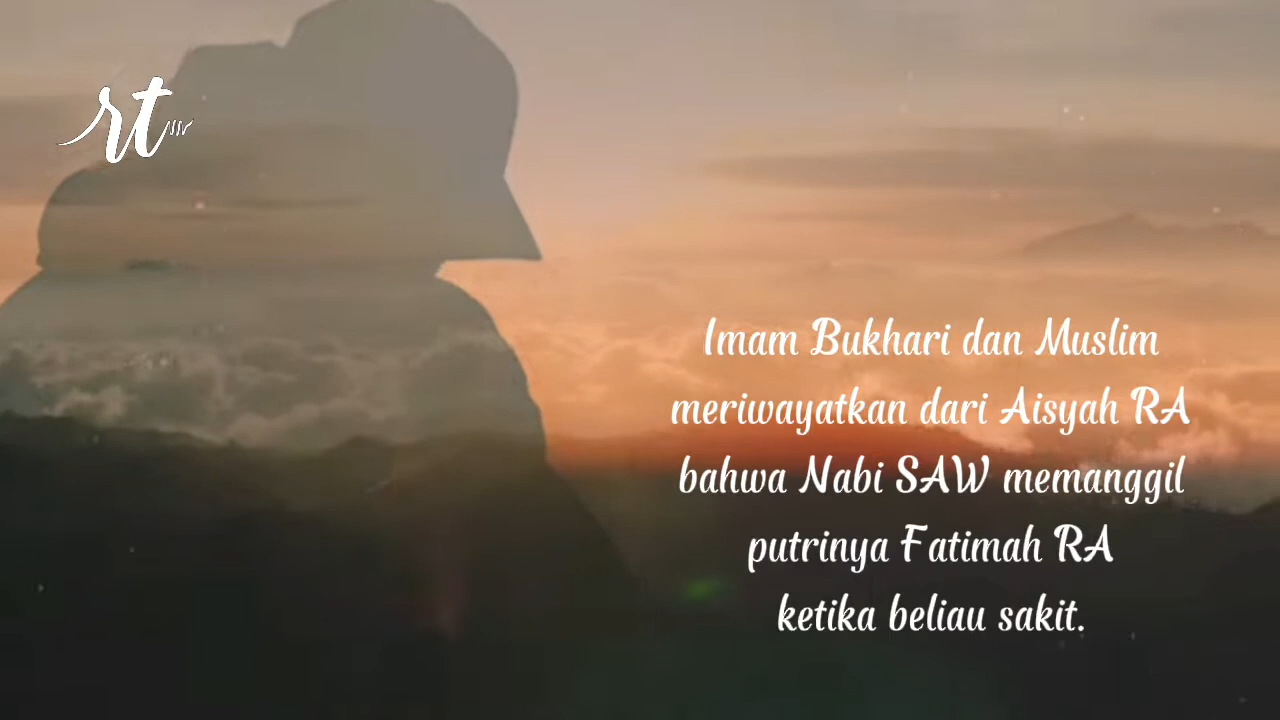 rt
Imam Bukhari dan Muslim
meriwayatkan dari Aisyah RA
bahwa Nabi SAW memanggil
putrinya Fatimah RA
ketika beliau sakit.